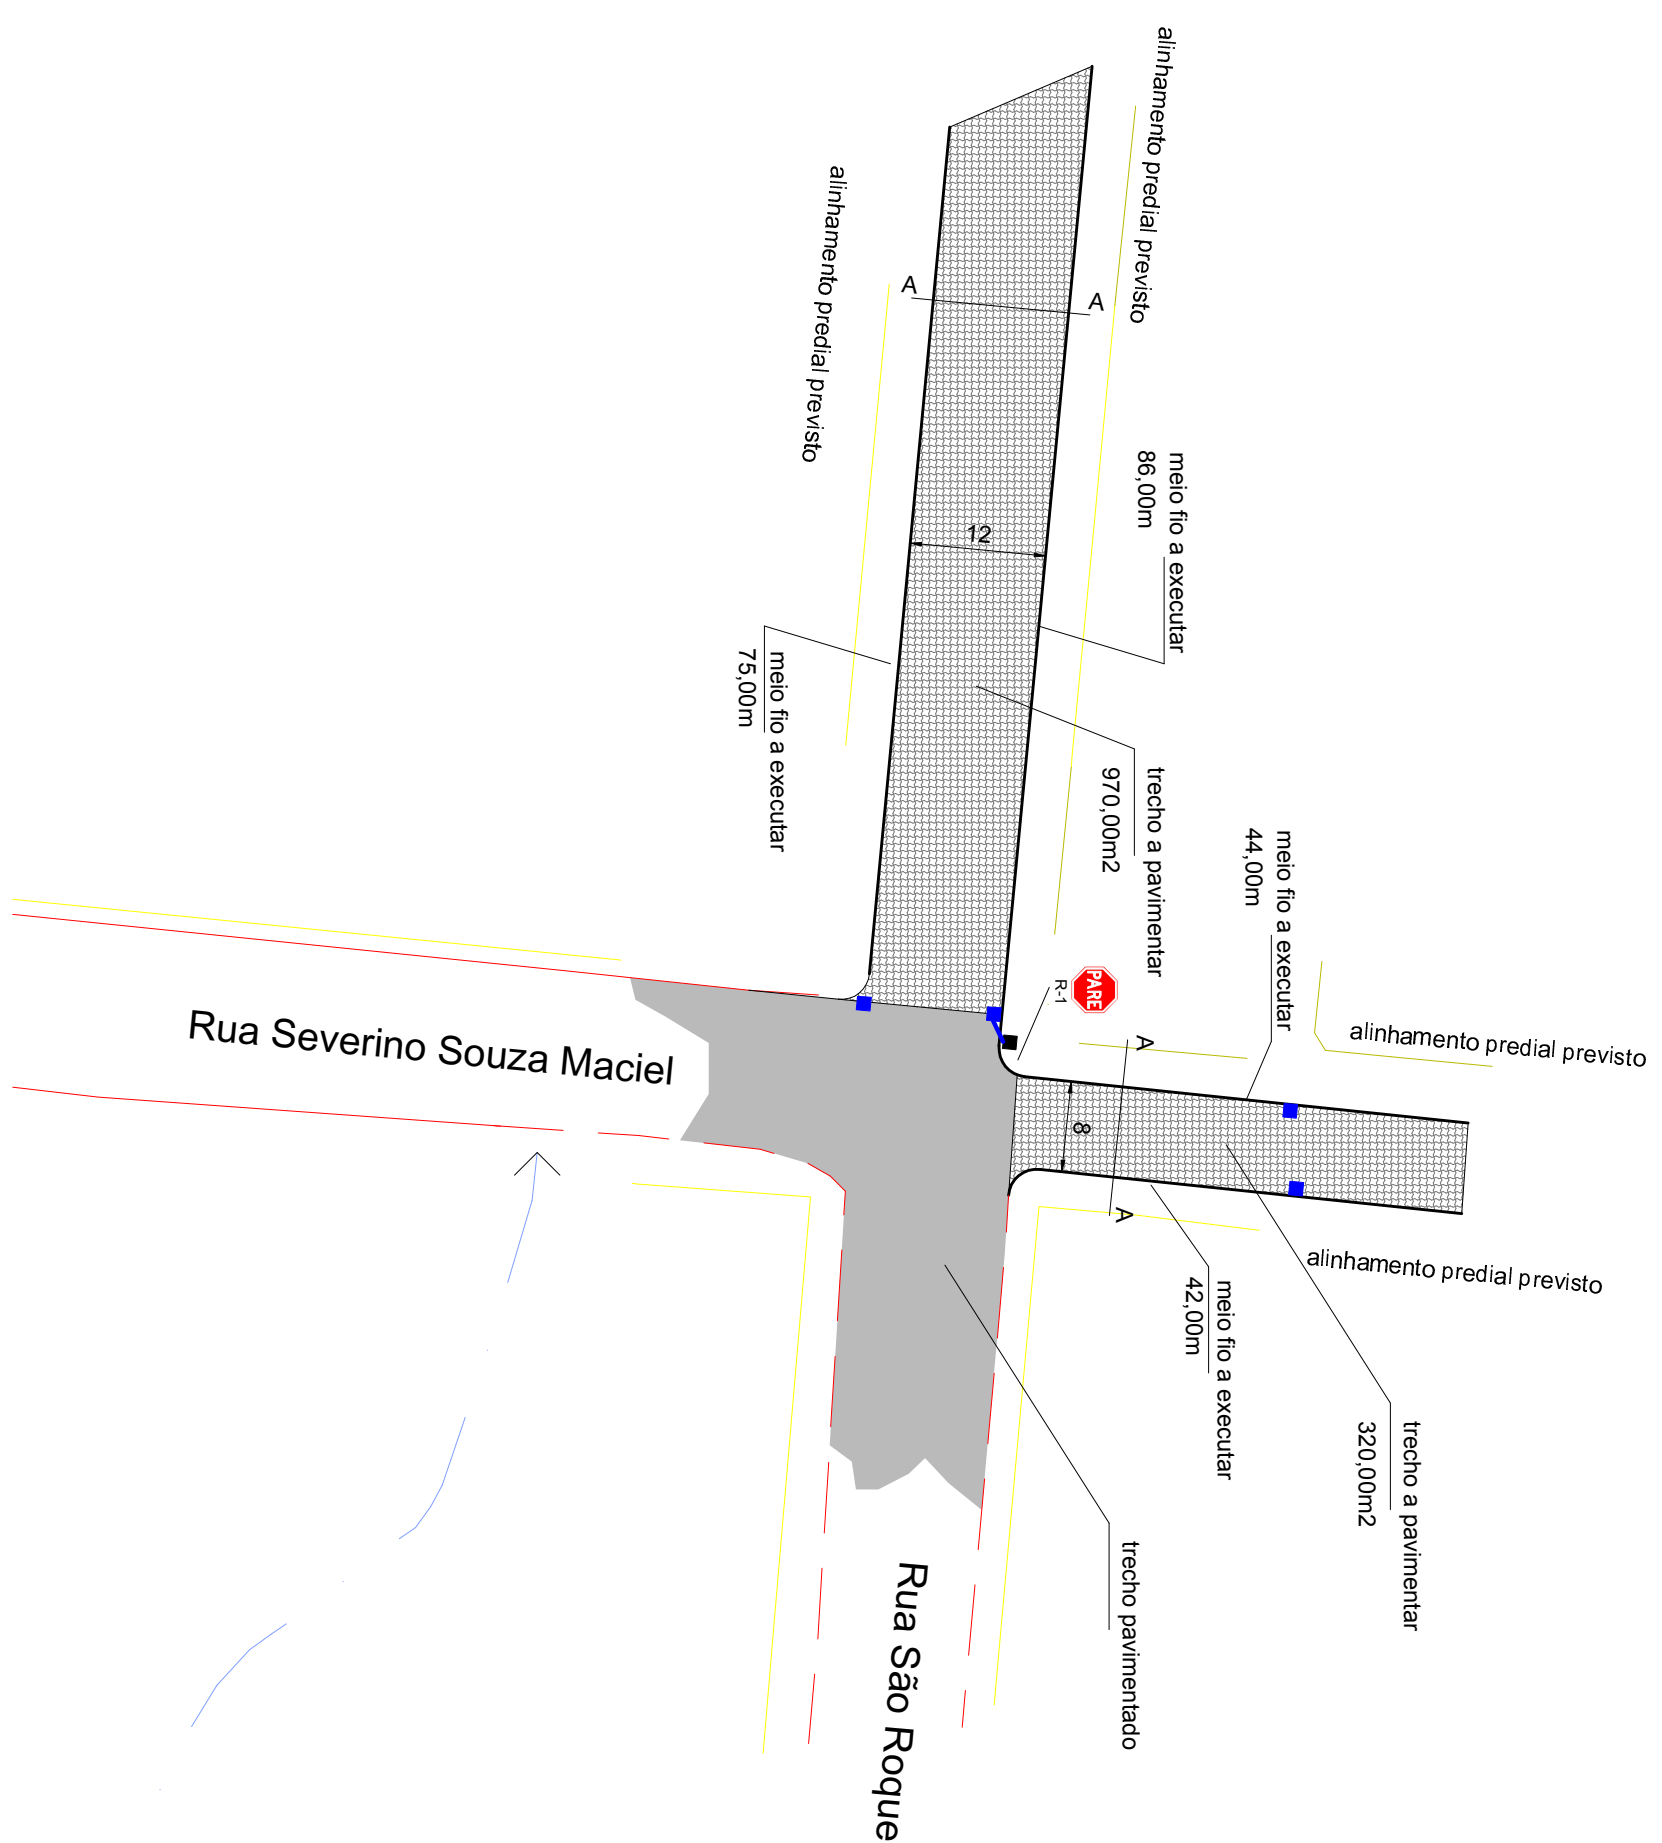 alinhamento predial previsto
alinhamento predial previsto
A
A
meio fio a executar
86,00m
12
meio fio a executar
75,00m
trecho a pavimentar
970,00m2
meio fio a executar
44,00m
PARE
R-1
alinhamento predial previsto
A
8
A
Rua Severino Souza Maciel
alinhamento predial previsto
meio fio a executar
42,00m
trecho a pavimentar
320,00m2
trecho pavimentado
Rua São Roque